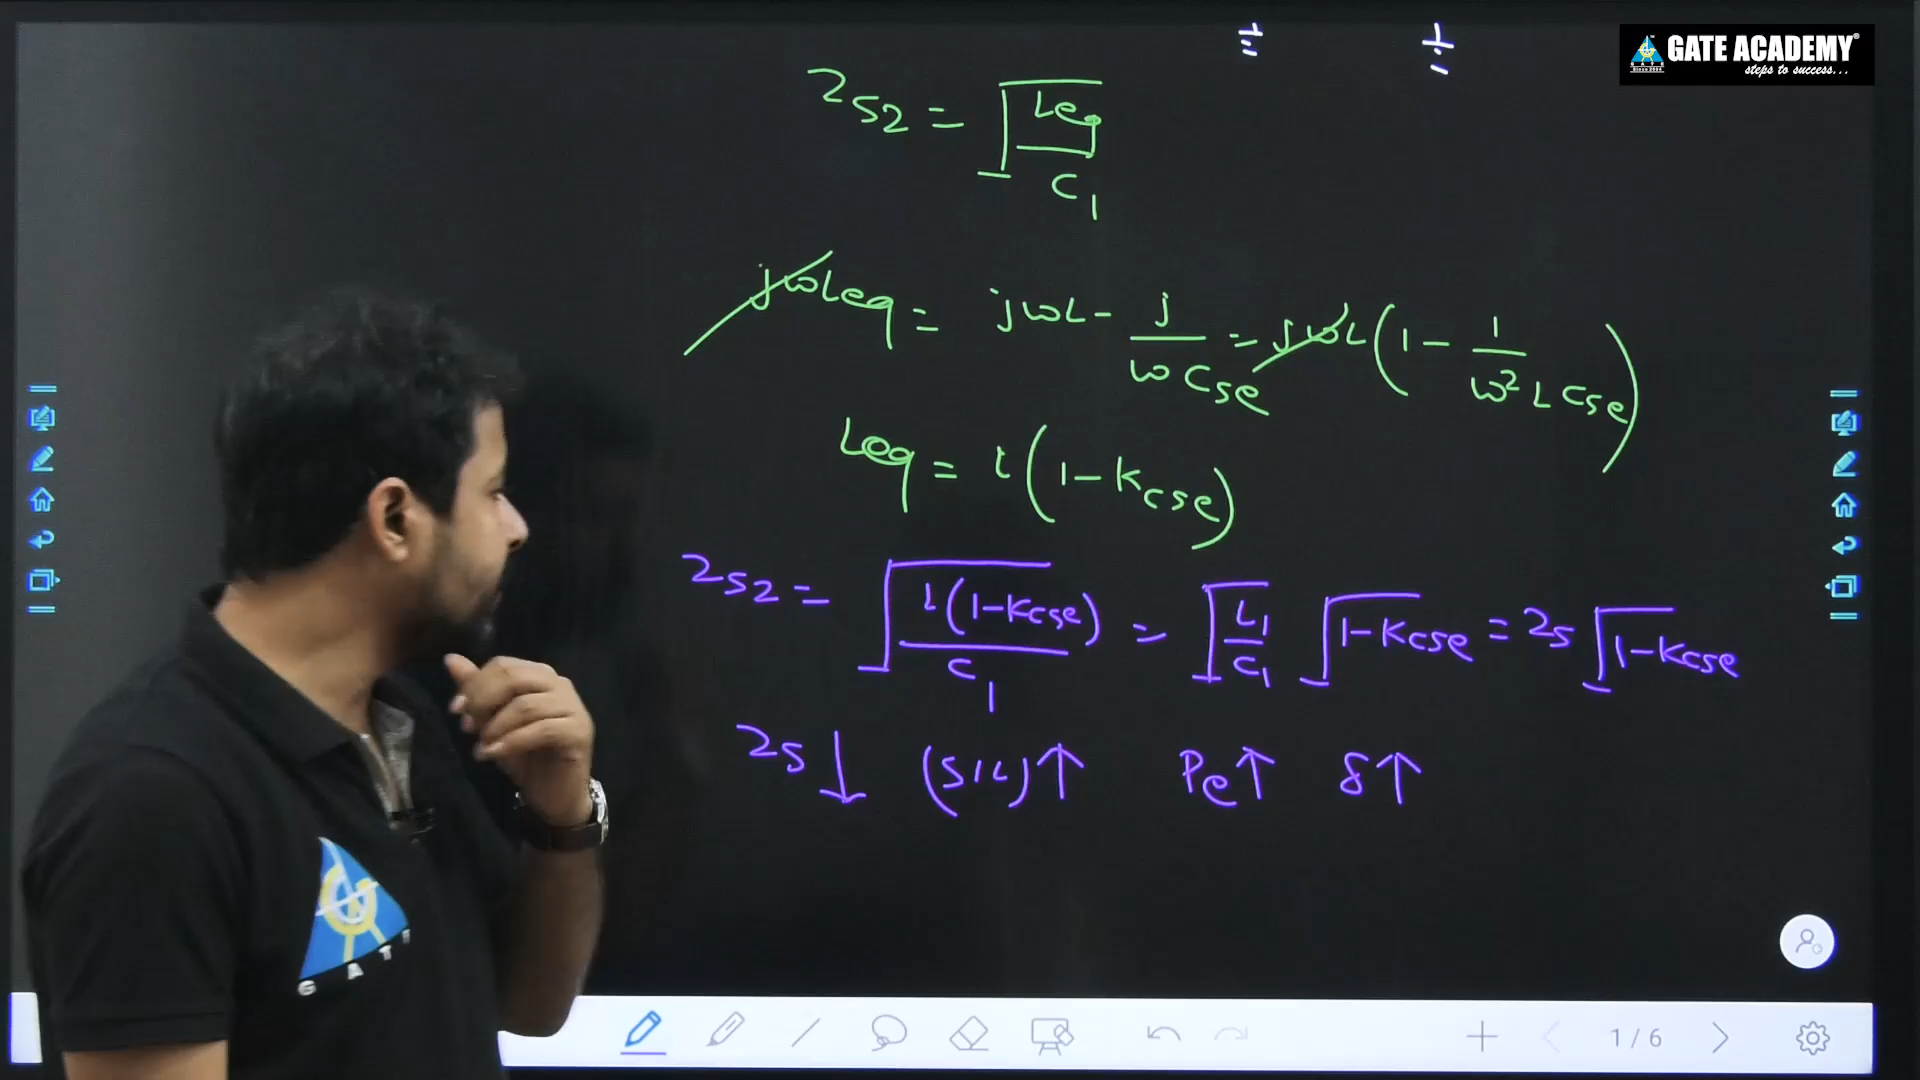 GATE ACADEMY
steps to success...
Zs2 = √(Leq/C1)
jωLeq = jωL - j/ωCse = jωL (1 - 1/ω²LCse)
Leq = L (1 - Kcse)
Zs2 = √(L(1-Kcse)/C1) = √(L1/C1) √(1-Kcse) = Zs √(1-Kcse)
Zs ↓ (SIL) ↑ Pe ↑ δ ↑
GATE
1 / 6